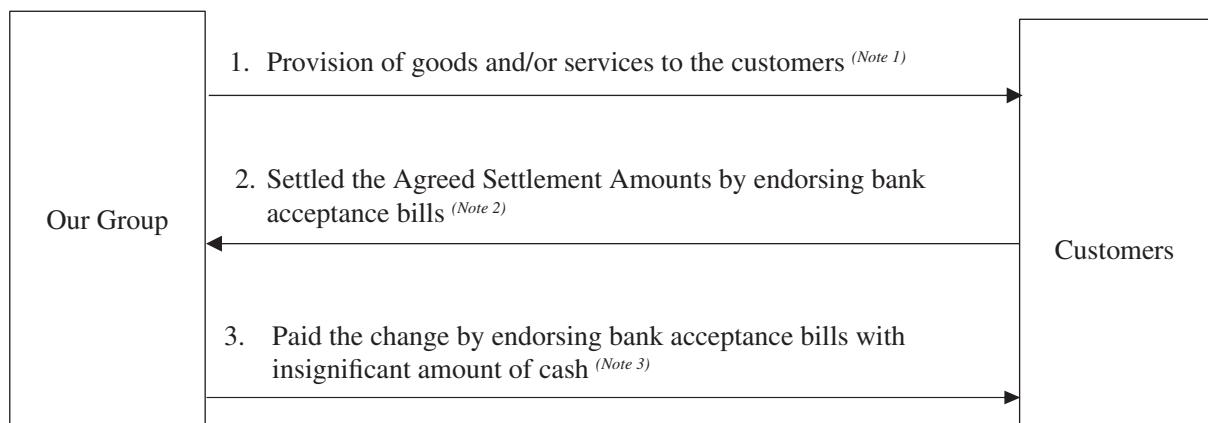 1. Provision of goods and/or services to the customers (Note 1)
2. Settled the Agreed Settlement Amounts by endorsing bank
acceptance bills (Note 2)
Our Group
Customers
3. Paid the change by endorsing bank acceptance bills with
insignificant amount of cash (Note 3)